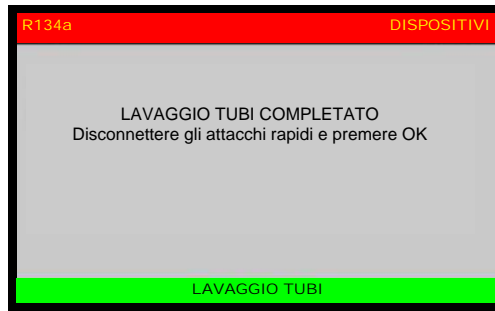 R134a DISPOSITIVI
LAVAGGIO TUBI COMPLETATO
Disconnettere gli attacchi rapidi e premere OK
LAVAGGIO TUBI